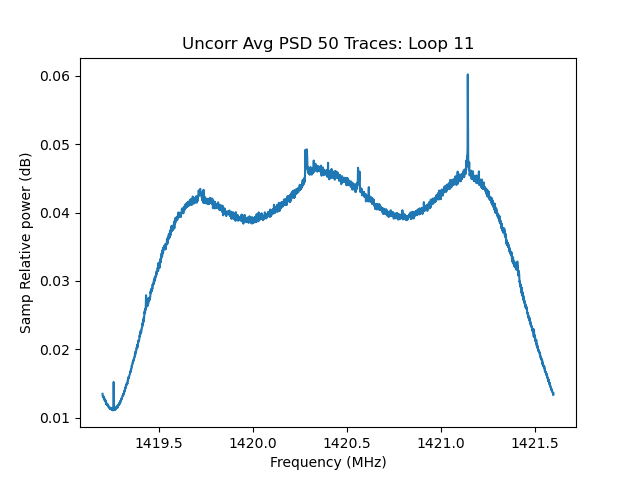 Uncorr Avg PSD 50 Traces: Loop 11
Samp Relative power (dB)
0.06
0.05
0.04
0.03
0.02
0.01
1419.5 1420.0 1420.5 1421.0 1421.5
Frequency (MHz)